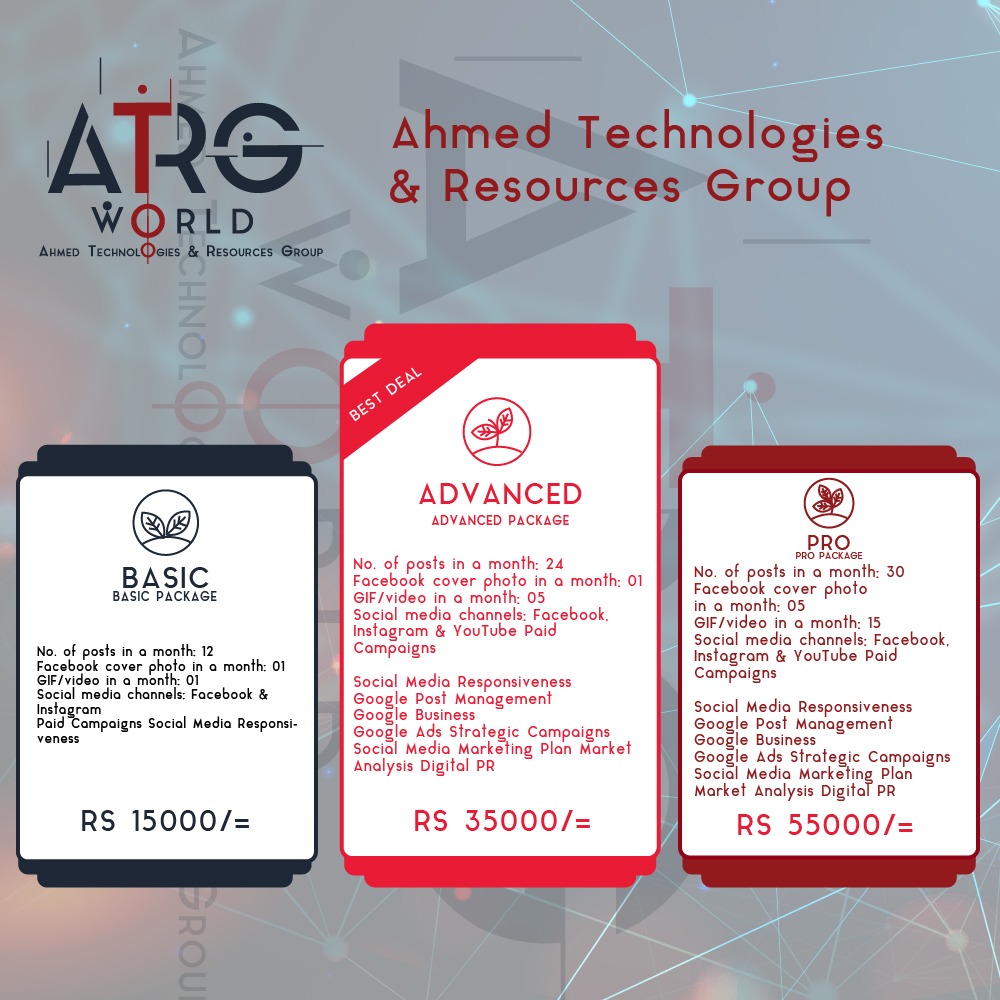 ATRG
WORLD
AHMED TECHNOLOGIES & RESOURCES GROUP
Ahmed Technologies
& Resources Group
BASIC
BASIC PACKAGE
No. of posts in a month: 12
Facebook cover photo in a month: 01
GIF/video in a month: 01
Social media channels: Facebook &
Instagram
Paid Campaigns Social Media Responsi-
veness
RS 15000/=
BEST DEAL
ADVANCED
ADVANCED PACKAGE
No. of posts in a month: 24
Facebook cover photo in a month: 01
GIF/video in a month: 05
Social media channels: Facebook,
Instagram & YouTube Paid
Campaigns
Social Media Responsiveness
Google Post Management
Google Business
Google Ads Strategic Campaigns
Social Media Marketing Plan Market
Analysis Digital PR
RS 35000/=
PRO
PRO PACKAGE
No. of posts in a month: 30
Facebook cover photo
in a month: 05
GIF/video in a month: 15
Social media channels: Facebook,
Instagram & YouTube Paid
Campaigns
Social Media Responsiveness
Google Post Management
Google Business
Google Ads Strategic Campaigns
Social Media Marketing Plan
Market Analysis Digital PR
RS 55000/=